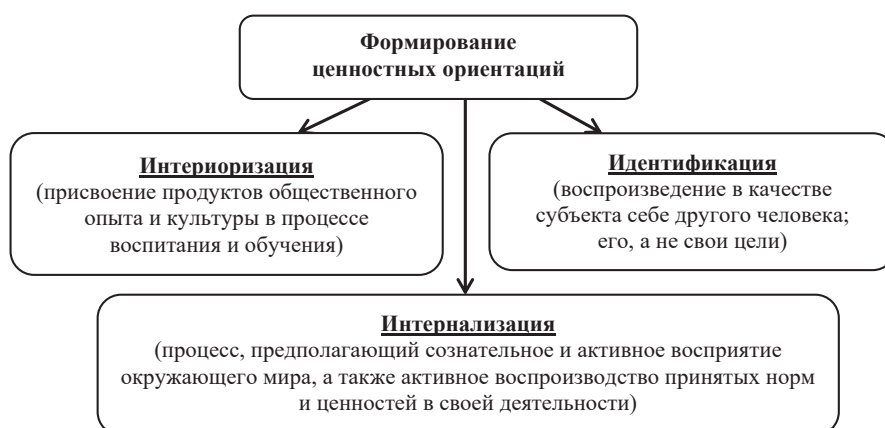 Формирование
ценностных ориентаций
Интериоризация
(присвоение продуктов общественного
опыта и культуры в процессе
воспитания и обучения)
Идентификация
(воспроизведение в качестве
субъекта себе другого человека;
его, а не свои цели)
Интернализация
(процесс, предполагающий сознательное и активное восприятие
окружающего мира, а также активное воспроизводство принятых норм
и ценностей в своей деятельности)